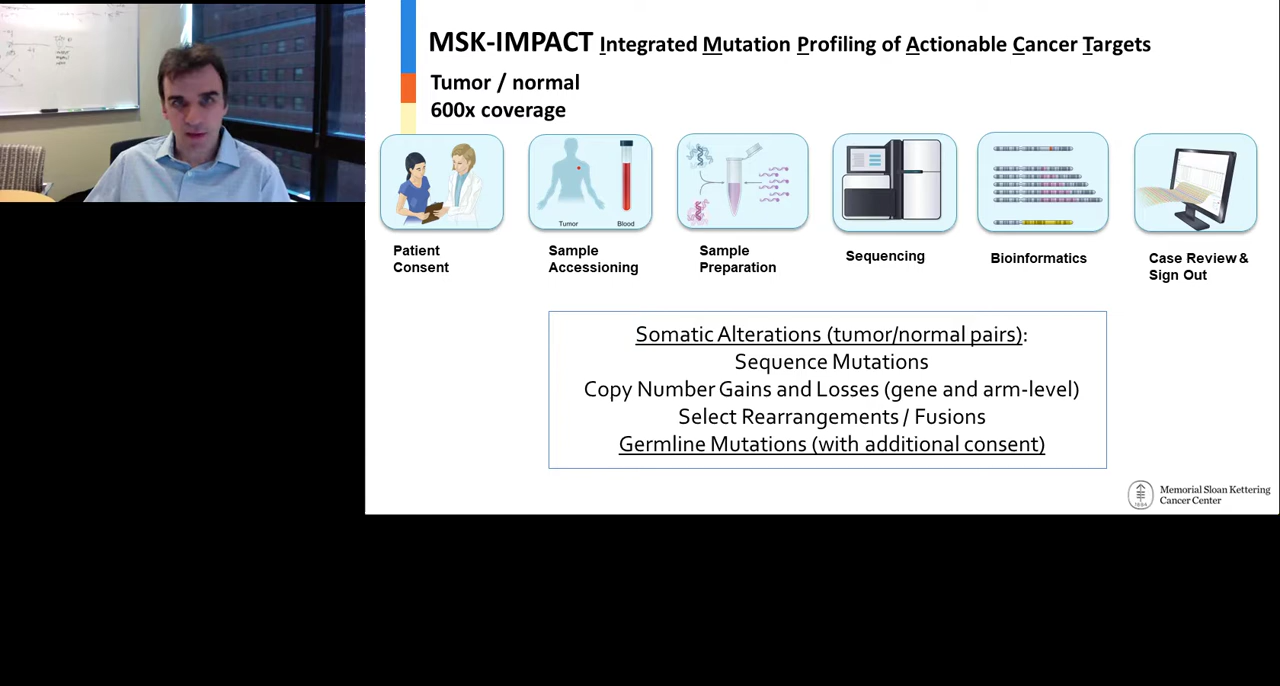 MSK-IMPACT Integrated Mutation Profiling of Actionable Cancer Targets
Tumor / normal
600x coverage
Tumor
Blood
Patient
Consent
Sample
Accessioning
Sample
Preparation
Sequencing
Bioinformatics
Case Review &
Sign Out
Somatic Alterations (tumor/normal pairs):
Sequence Mutations
Copy Number Gains and Losses (gene and arm-level)
Select Rearrangements / Fusions
Germline Mutations (with additional consent)
Memorial Sloan Kettering
Cancer Center